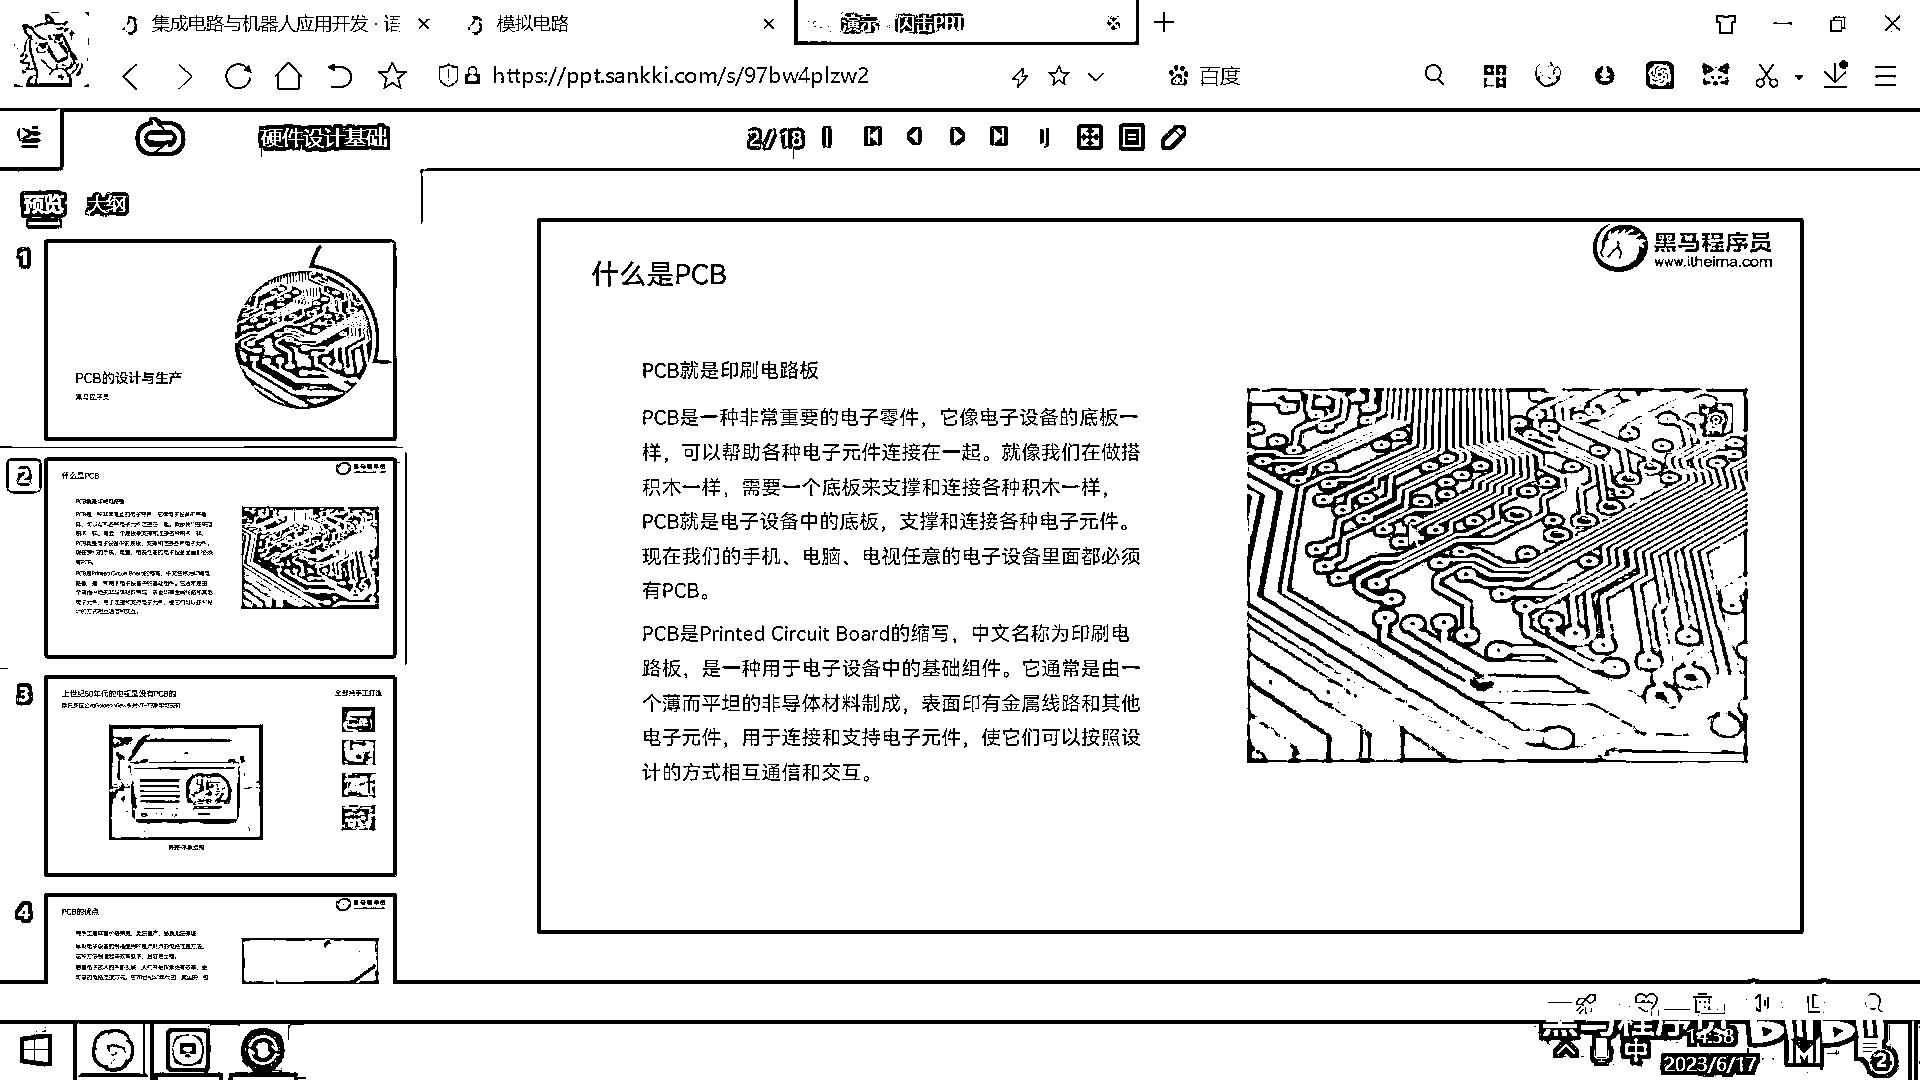 集成电路与机器人应用开发 · 语
模拟电路
演示 - 闪击PPT
https://ppt.sankki.com/s/97bw4plzw2
百度
硬件设计基础
2/18
预览
大纲
1
PCB的设计与生产
黑马程序员
2
什么是PCB
3
上世纪50年代的电视是没有PCB的
全部纯手工打造
4
PCB的优点
黑马程序员
www.itheima.com
什么是PCB
PCB就是印刷电路板
PCB是一种非常重要的电子零件，它像电子设备的底板一
样，可以帮助各种电子元件连接在一起。就像我们在做搭
积木一样，需要一个底板来支撑和连接各种积木一样，
PCB就是电子设备中的底板，支撑和连接各种电子元件。
现在我们的手机、电脑、电视任意的电子设备里面都必须
有PCB。
PCB是Printed Circuit Board的缩写，中文名称为印刷电
路板，是一种用于电子设备中的基础组件。它通常是由一
个薄而平坦的非导体材料制成，表面印有金属线路和其他
电子元件，用于连接和支持电子元件，使它们可以按照设
计的方式相互通信和交互。
中
14:38
2023/6/17
2